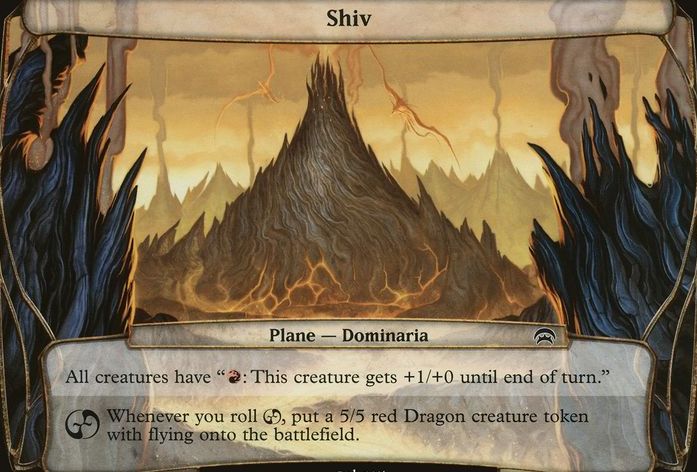 Shiv
Plane — Dominaria
All creatures have “: This creature gets +1/+0 until end of turn.”
Whenever you roll , put a 5/5 red Dragon creature token
with flying onto the battlefield.